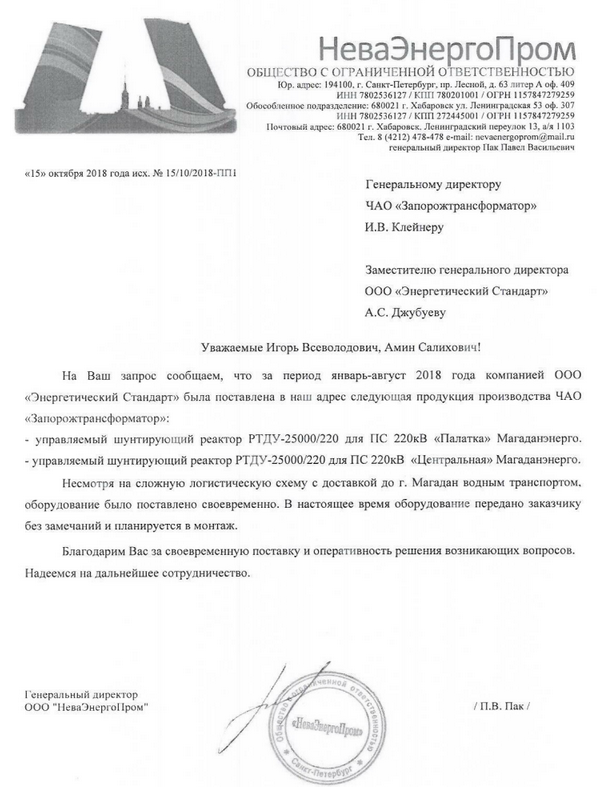 НеваЭнергоПром
ОБЩЕСТВО С ОГРАНИЧЕННОЙ ОТВЕТСТВЕННОСТЬЮ
Юр. адрес: 194100, г. Санкт-Петербург, пр. Лесной, д. 63 литер А оф. 409
ИНН 7802536127 / КПП 780201001 / ОГРН 1157847279259
Обособленное подразделение: 680021 г. Хабаровск ул. Ленинградская 53 оф. 307
ИНН 7802536127 / КПП 272445001 / ОГРН 1157847279259
Почтовый адрес: 680021 г. Хабаровск, Ленинградский переулок 13, а/я 1103
Тел. 8 (4212) 478-478 e-mail: nevaenergoprom@mail.ru
генеральный директор Пак Павел Васильевич
«15» октября 2018 года исх. № 15/10/2018-ПП1
Генеральному директору
ЧАО «Запорожтрансформатор»
И.В. Клейнеру
Заместителю генерального директора
ООО «Энергетический Стандарт»
А.С. Джубуеву
Уважаемые Игорь Всеволодович, Амин Салихович!
На Ваш запрос сообщаем, что за период январь-август 2018 года компанией ООО
«Энергетический Стандарт» была поставлена в наш адрес следующая продукция производства ЧАО
«Запорожтрансформатор»:
- управляемый шунтирующий реактор РТДУ-25000/220 для ПС 220кВ «Палатка» Магаданэнерго.
- управляемый шунтирующий реактор РТДУ-25000/220 для ПС 220кВ «Центральная» Магаданэнерго.
Несмотря на сложную логистическую схему с доставкой до г. Магадан водным транспортом,
оборудование было поставлено своевременно. В настоящее время оборудование передано заказчику
без замечаний и планируется в монтаж.
Благодарим Вас за своевременную поставку и оперативность решения возникающих вопросов.
Надеемся на дальнейшее сотрудничество.
Генеральный директор
ООО "НеваЭнергоПром"
/ П.В. Пак /
Общество с ограниченной ответственностью
«НеваЭнергоПром»
* Санкт-Петербург *